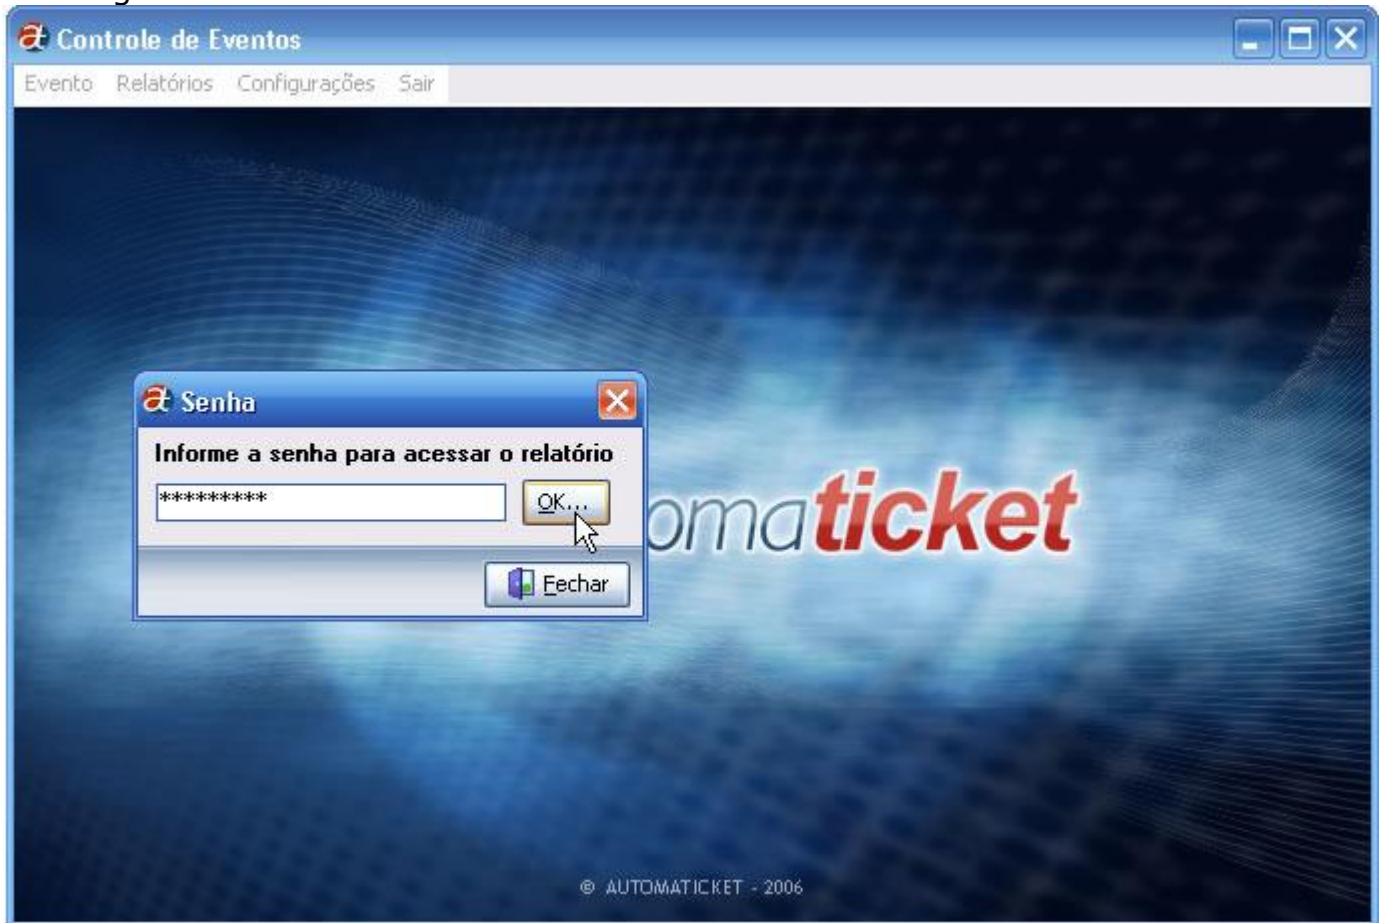 Controle de Eventos
Evento Relatórios Configurações Sair
Senha
Informe a senha para acessar o relatório
*********
OK...
omaticket
Fechar
© AUTOMATICKET - 2006